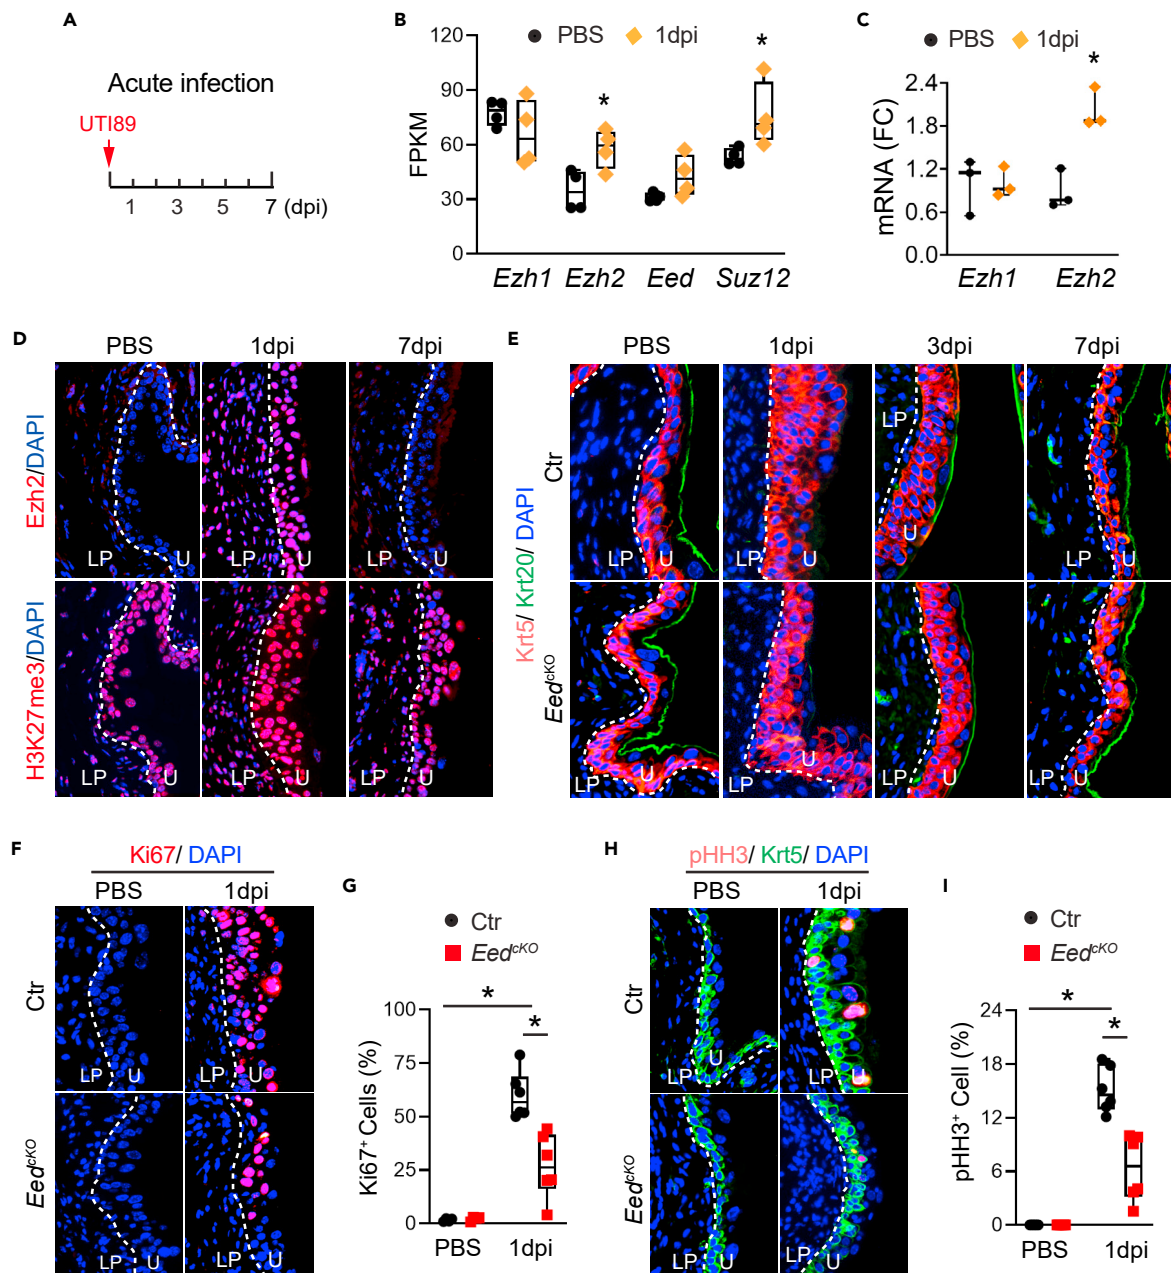 A
Acute infection
UTI89
1 3 5 7 (dpi)
B
PBS 1dpi
120
90
60
30
0
FPKM
* *
Ezh1 Ezh2 Eed Suz12
C
PBS 1dpi
2.4
1.2
0.6
0.0
mRNA (FC)
*
Ezh1 Ezh2
D
PBS 1dpi 7dpi
Ezh2/DAPI
LP U LP U LP U
H3K27me3/DAPI
LP U LP U LP U
E
PBS 1dpi 3dpi 7dpi
Krt5/ Krt20/ DAPI
Ctr
LP U LP U LP U LP U
EedcKO
LP U LP U LP U LP U
F
Ki67/ DAPI
PBS 1dpi
Ctr
LP U LP U
EedcKO
LP U LP U
G
Ctr
EedcKO
* *
100
75
50
25
0
Ki67+ Cells (%)
PBS 1dpi
H
pHH3/ Krt5/ DAPI
PBS 1dpi
Ctr
LP U LP U
EedcKO
LP U LP U
I
Ctr
EedcKO
* *
24
18
12
6
0
pHH3+ Cell (%)
PBS 1dpi